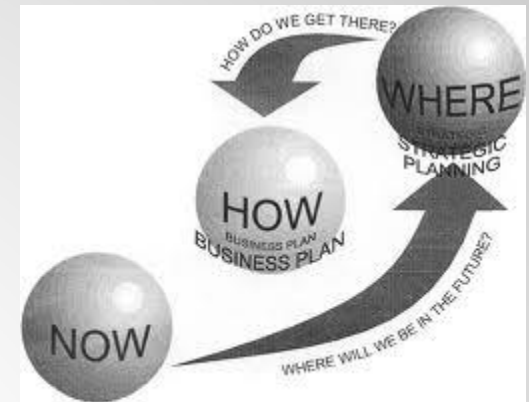 HOW DO WE GET THERE?
WHERE
STRATEGIC
PLANNING
HOW
BUSINESS PLAN
BUSINESS PLAN
NOW
WHERE WILL WE BE IN THE FUTURE?